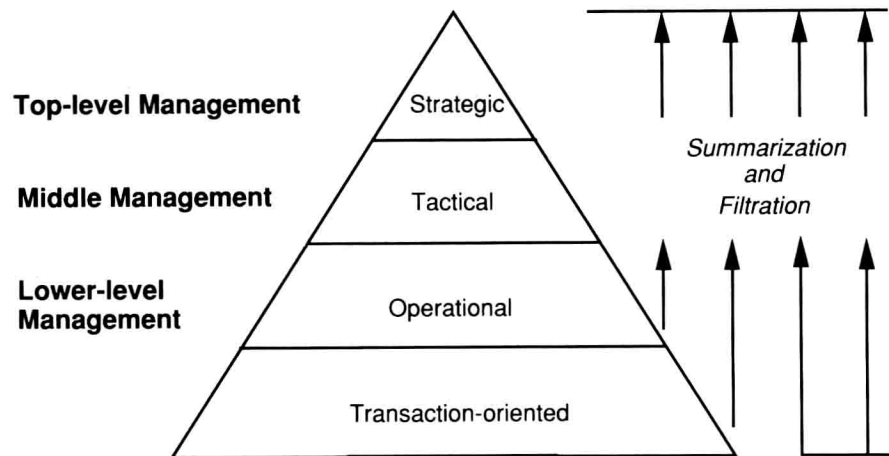 Top-level Management
Strategic
Summarization
and
Filtration
Middle Management
Tactical
Lower-level
Management
Operational
Transaction-oriented